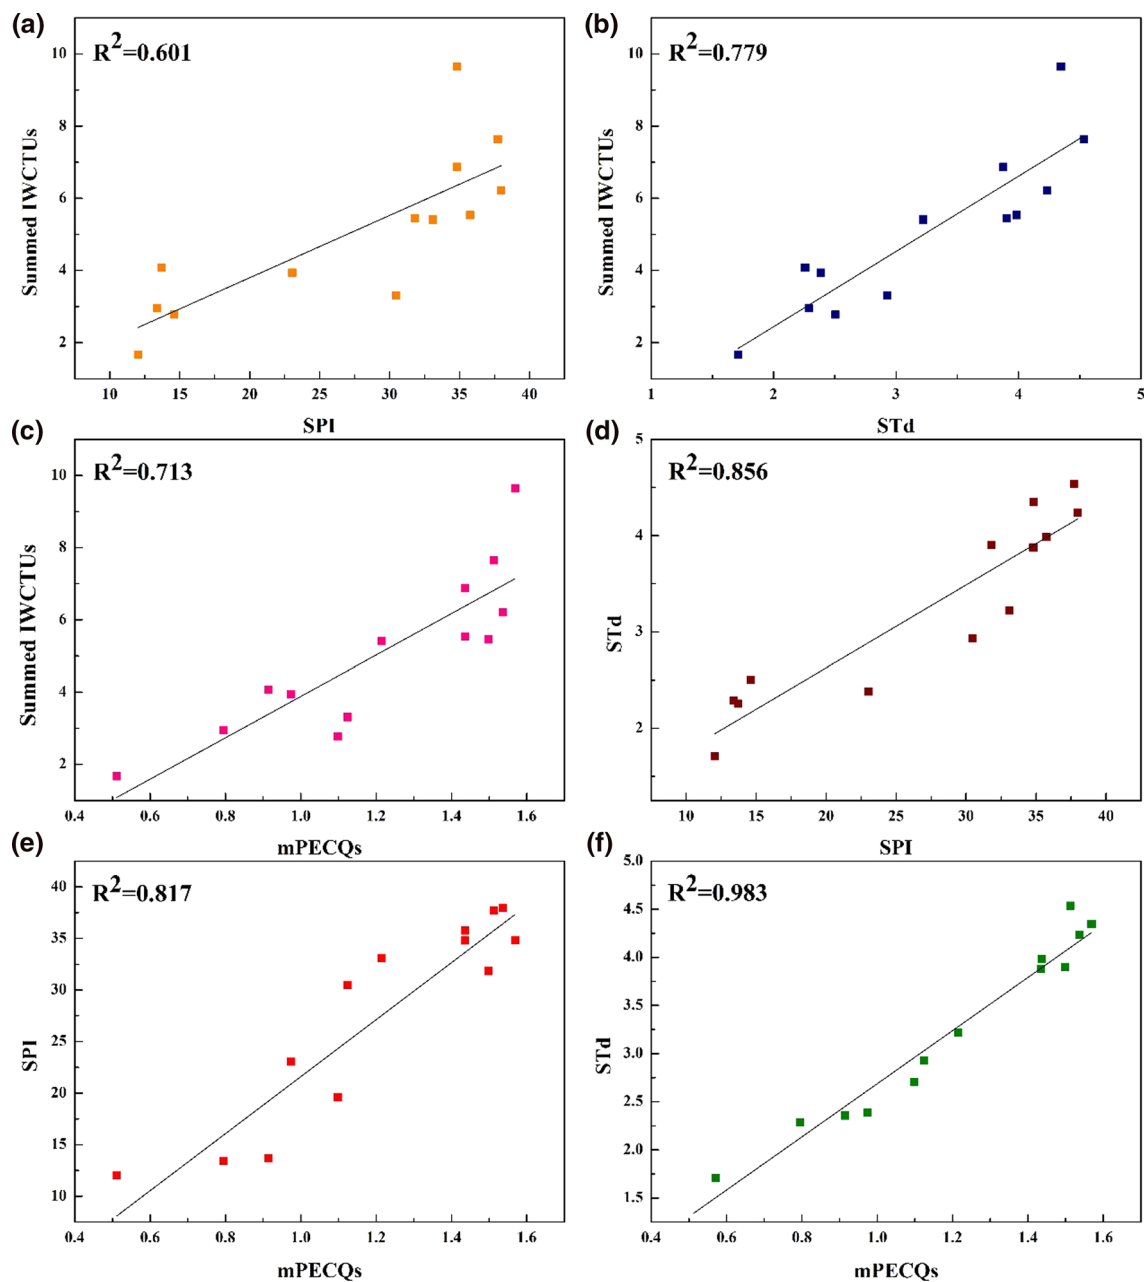 (a)
R²=0.601
10
8
6
4
2
Summed IWCTUs
10 15 20 25 30 35 40
SPI
(b)
R²=0.779
10
8
6
4
2
Summed IWCTUs
1 2 3 4 5
STd
(c)
R²=0.713
10
8
6
4
2
Summed IWCTUs
0.4 0.6 0.8 1.0 1.2 1.4 1.6
mPECQs
(d)
R²=0.856
5
4
3
2
STd
10 15 20 25 30 35 40
SPI
(e)
R²=0.817
40
35
30
25
20
15
10
SPI
0.4 0.6 0.8 1.0 1.2 1.4 1.6
mPECQs
(f)
R²=0.983
5.0
4.5
4.0
3.5
3.0
2.5
2.0
1.5
STd
0.4 0.6 0.8 1.0 1.2 1.4 1.6
mPECQs